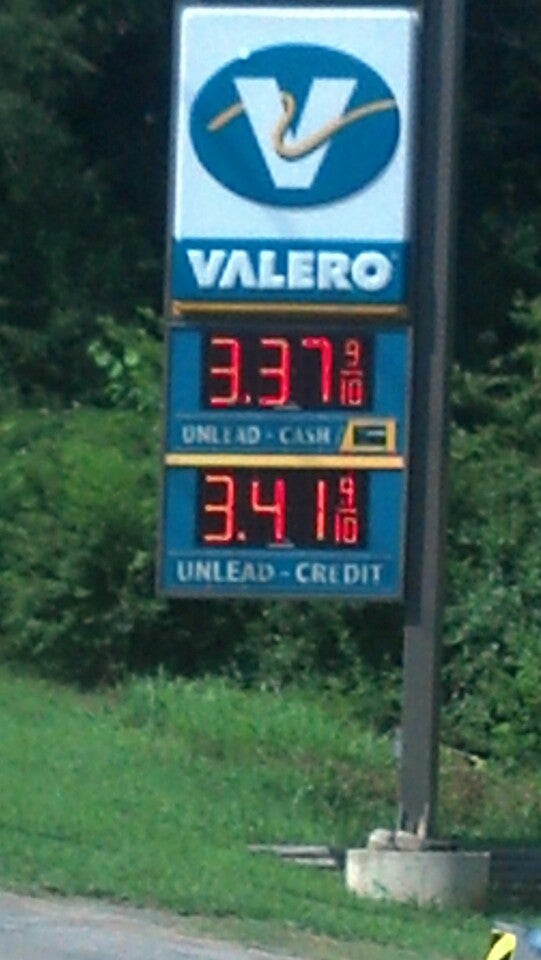 V
VALERO
3.37 9/10
UNLEAD - CASH
3.41 9/10
UNLEAD - CREDIT